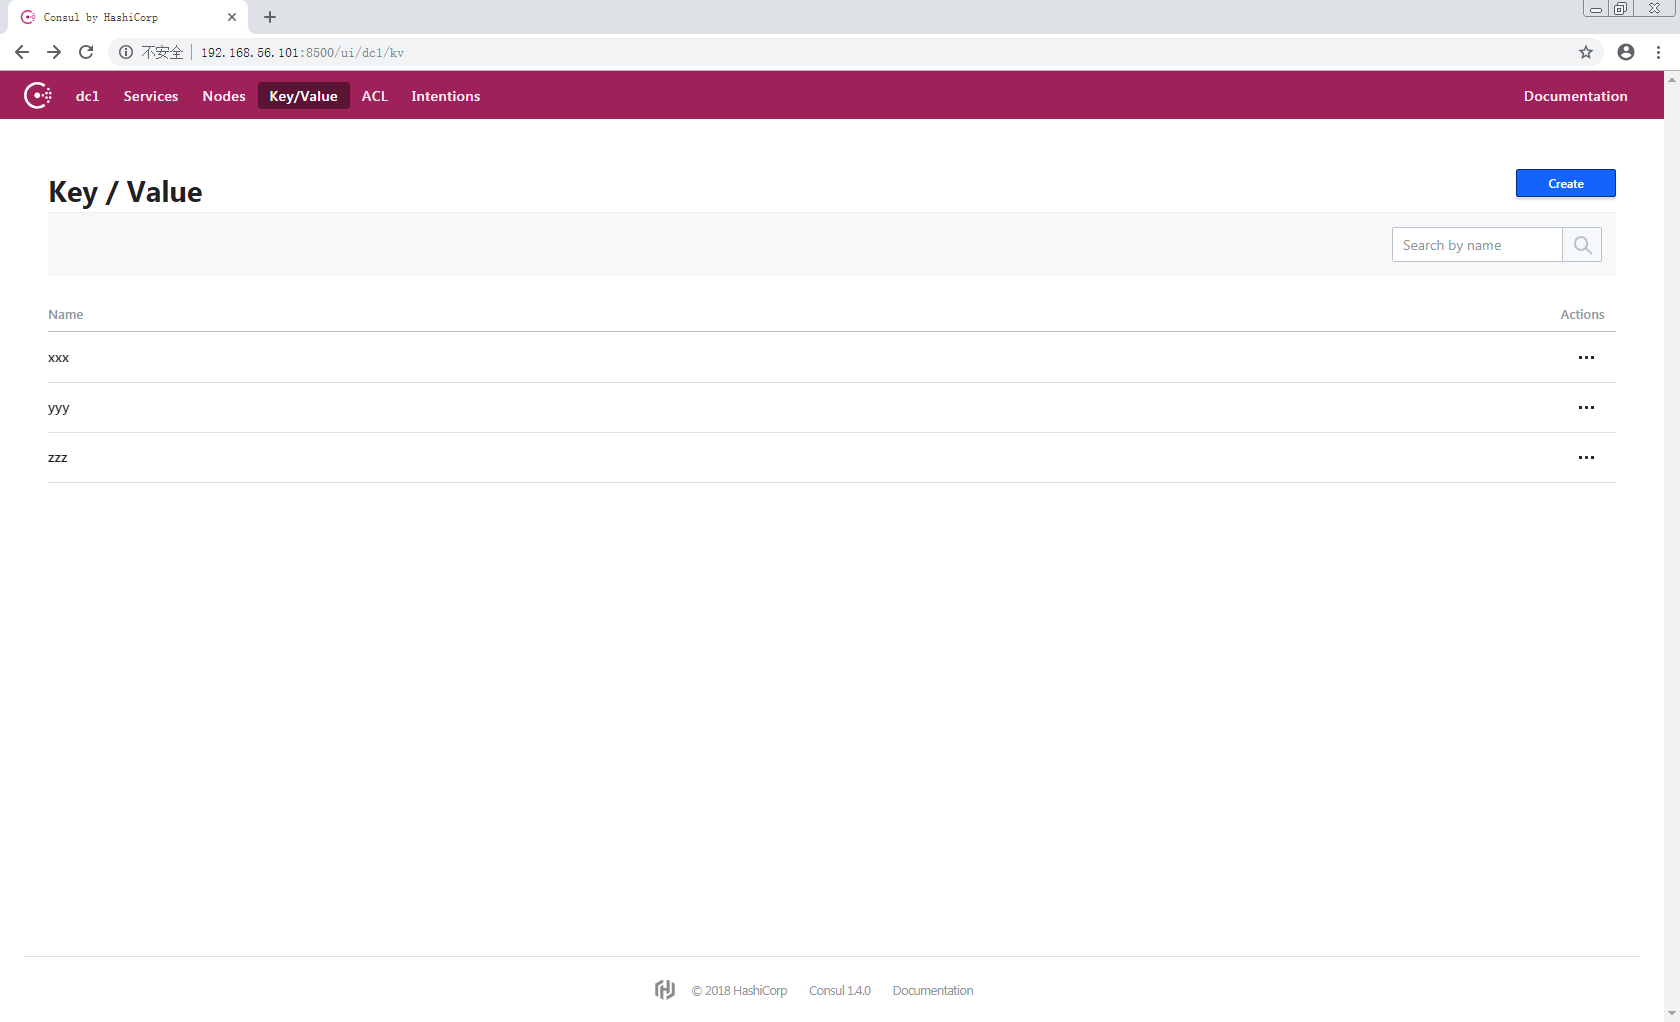 Consul by HashiCorp
不安全 192.168.56.101:8500/ui/dc1/kv
dc1 Services Nodes Key/Value ACL Intentions Documentation
Key / Value
Create
Search by name
Name Actions
xxx
yyy
zzz
© 2018 HashiCorp Consul 1.4.0 Documentation